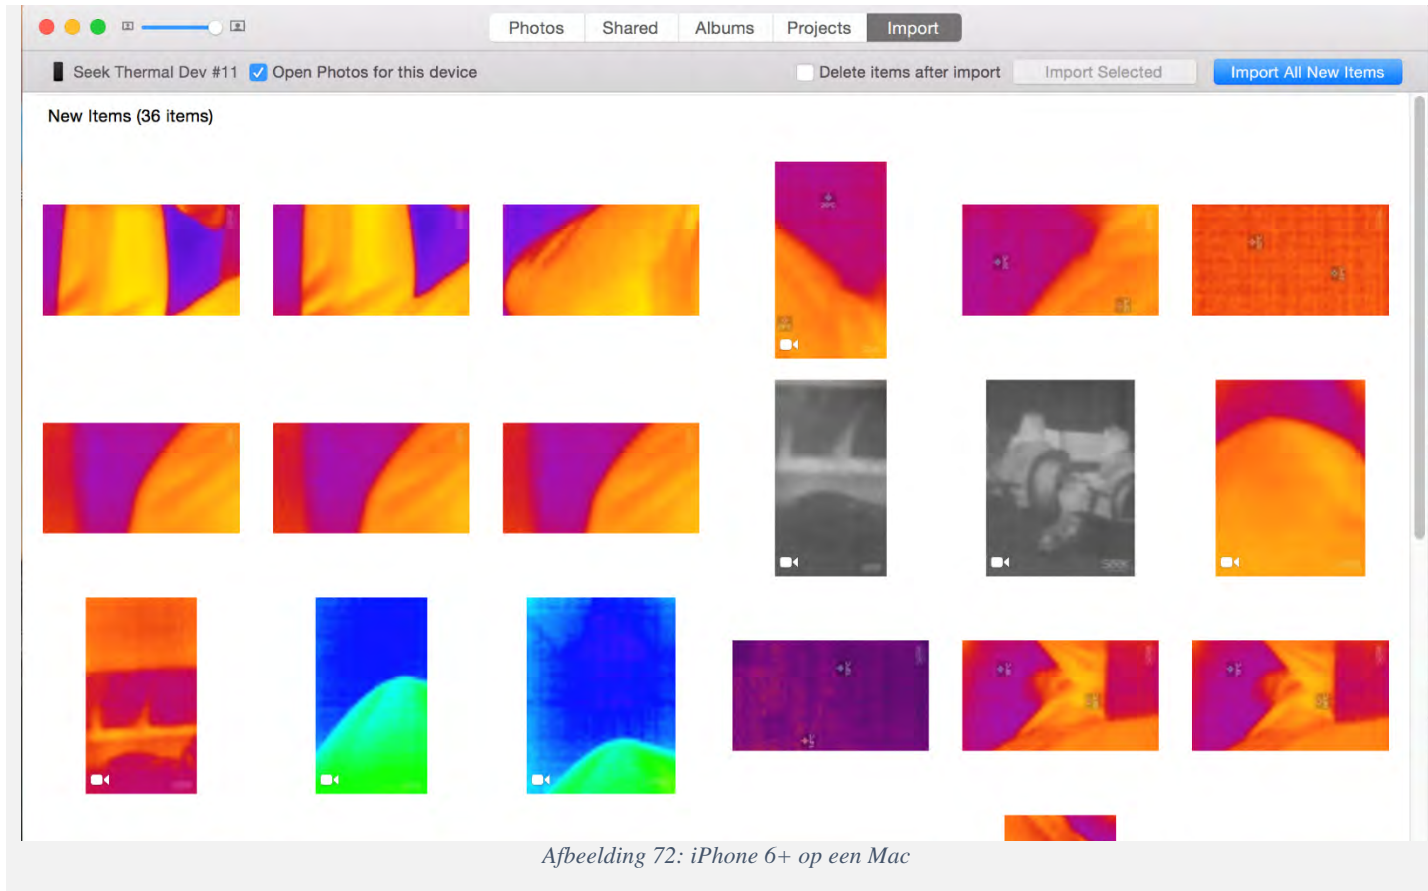 Photos Shared Albums Projects Import
Seek Thermal Dev #11 Open Photos for this device Delete items after import Import Selected Import All New Items
New Items (36 items)
Afbeelding 72: iPhone 6+ op een Mac